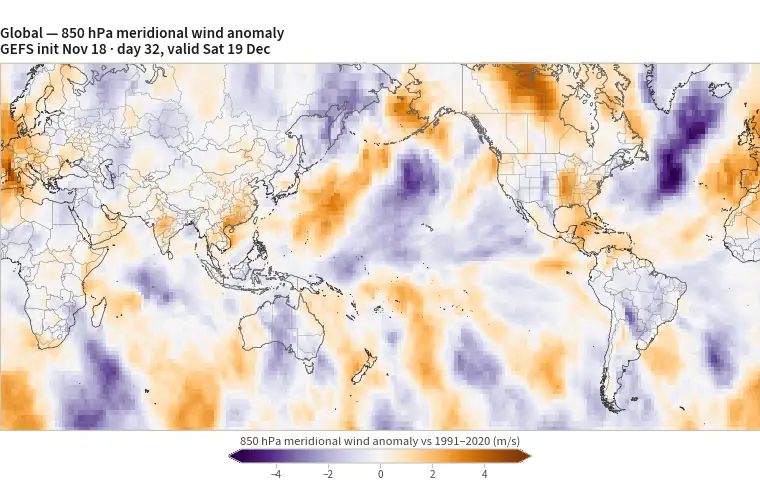 Global — 850 hPa meridional wind anomaly
GEFS init Nov 18 · day 32, valid Sat 19 Dec
850 hPa meridional wind anomaly vs 1991–2020 (m/s)
−4 −2 0 2 4